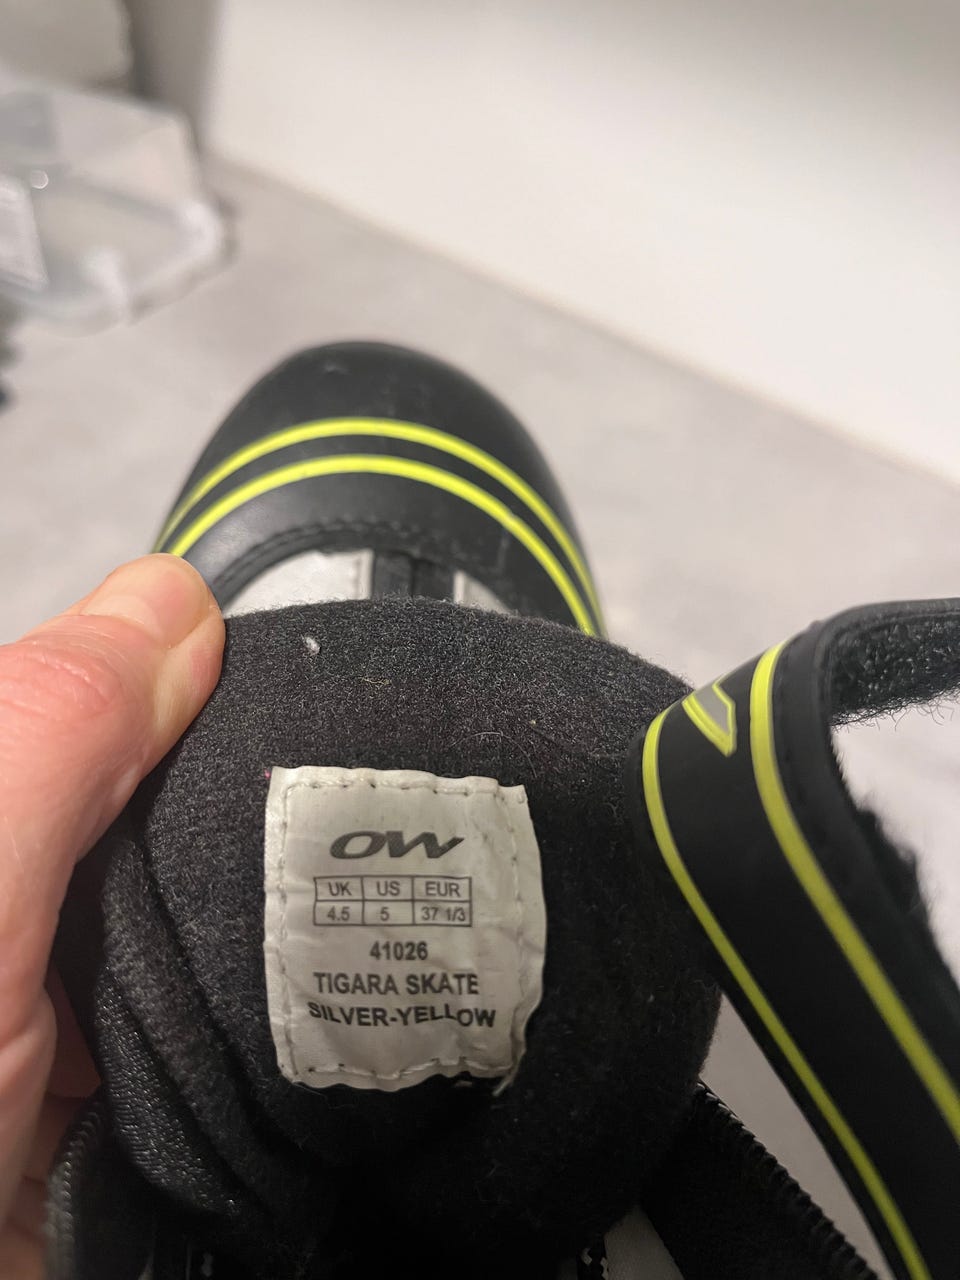 OW
UK US EUR
4.5 5 37 1/3
41026
TIGARA SKATE
SILVER-YELLOW